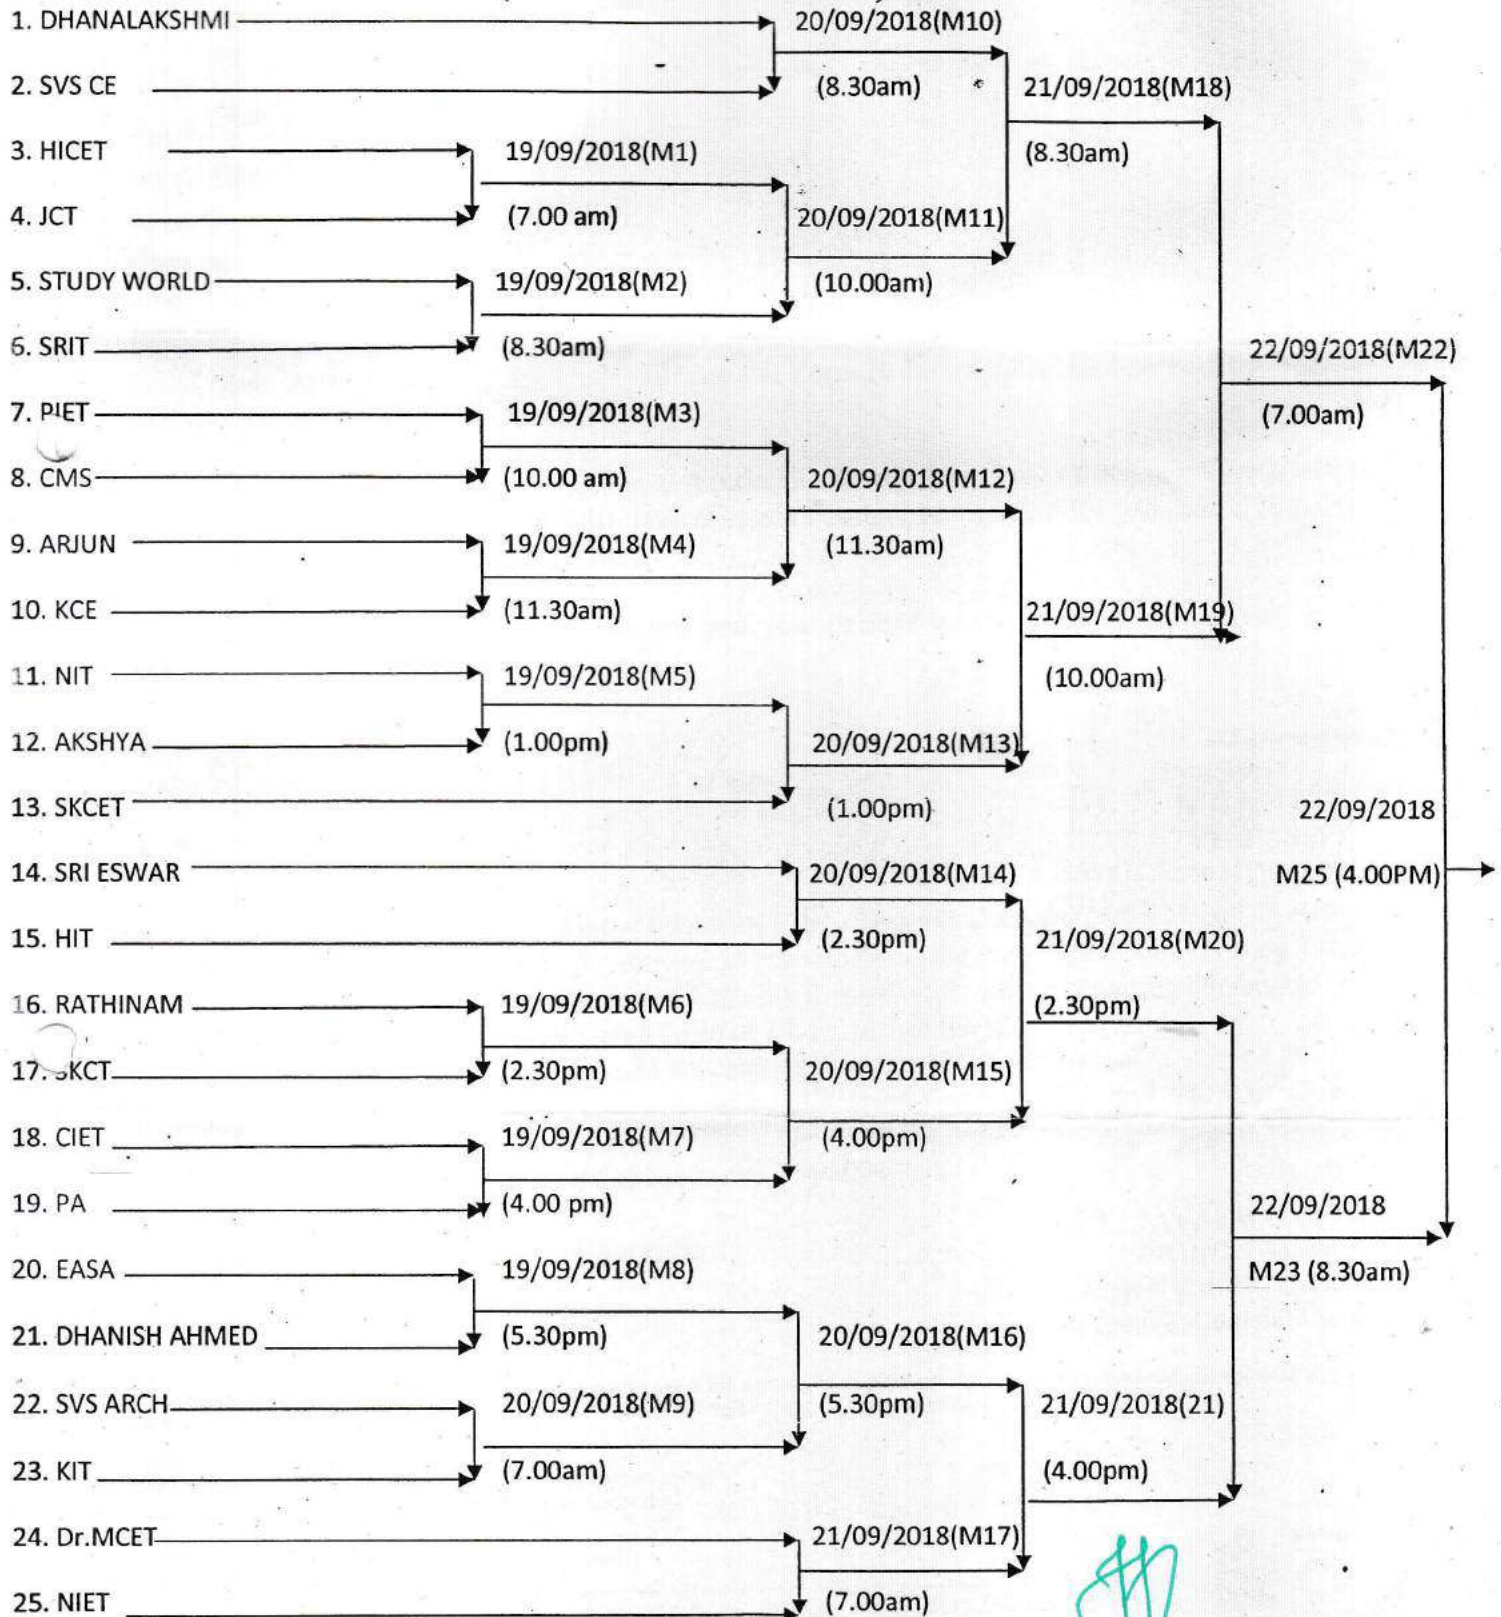 1. DHANALAKSHMI 20/09/2018(M10)
2. SVS CE (8.30am) 21/09/2018(M18)
3. HICET 19/09/2018(M1) (8.30am)
4. JCT (7.00 am) 20/09/2018(M11)
5. STUDY WORLD 19/09/2018(M2) (10.00am)
6. SRIT (8.30am) 22/09/2018(M22)
7. PIET 19/09/2018(M3) (7.00am)
8. CMS (10.00 am) 20/09/2018(M12)
9. ARJUN 19/09/2018(M4) (11.30am)
10. KCE (11.30am) 21/09/2018(M19)
11. NIT 19/09/2018(M5) (10.00am)
12. AKSHYA (1.00pm) 20/09/2018(M13)
13. SKCET (1.00pm) 22/09/2018
14. SRI ESWAR 20/09/2018(M14) M25 (4.00PM)
15. HIT (2.30pm) 21/09/2018(M20)
16. RATHINAM 19/09/2018(M6) (2.30pm)
17. SKCT (2.30pm) 20/09/2018(M15)
18. CIET 19/09/2018(M7) (4.00pm)
19. PA (4.00 pm) 22/09/2018
20. EASA 19/09/2018(M8) M23 (8.30am)
21. DHANISH AHMED (5.30pm) 20/09/2018(M16)
22. SVS ARCH 20/09/2018(M9) (5.30pm) 21/09/2018(21)
23. KIT (7.00am) (4.00pm)
24. Dr.MCET 21/09/2018(M17)
25. NIET (7.00am)